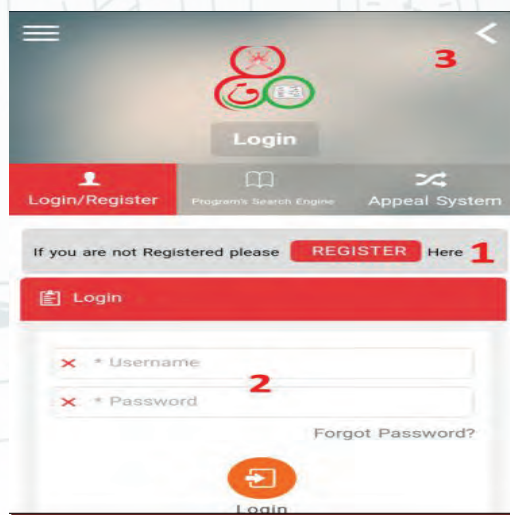 3
Login
Login/Register
Program's Search Engine
Appeal System
If you are not Registered please REGISTER Here 1
Login
* Username
2
* Password
Forgot Password?
Login